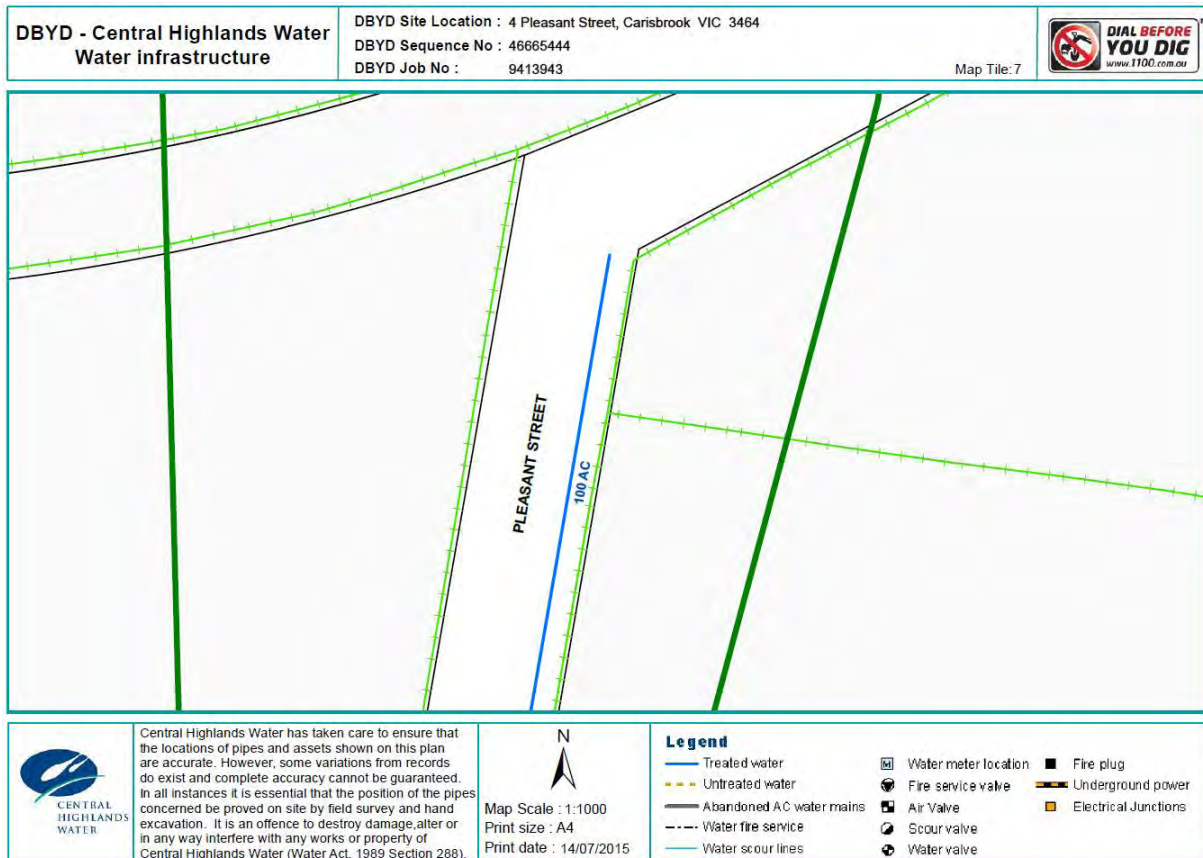 DBYD - Central Highlands Water
Water infrastructure
DBYD Site Location : 4 Pleasant Street, Carisbrook VIC 3464
DBYD Sequence No : 46665444
DBYD Job No : 9413943
Map Tile: 7
DIAL BEFORE
YOU DIG
www.1100.com.au
PLEASANT STREET
100 AC
CENTRAL
HIGHLANDS
WATER
Central Highlands Water has taken care to ensure that
the locations of pipes and assets shown on this plan
are accurate. However, some variations from records
do exist and complete accuracy cannot be guaranteed.
In all instances it is essential that the position of the pipes
concerned be proved on site by field survey and hand
excavation. It is an offence to destroy damage,alter or
in any way interfere with any works or property of
Central Highlands Water (Water Act, 1989 Section 288).
N
Map Scale : 1:1000
Print size : A4
Print date : 14/07/2015
Legend
Treated water
Untreated water
Abandoned AC water mains
Water fire service
Water scour lines
M Water meter location
Fire service valve
Air Valve
Scour valve
Water valve
Fire plug
Underground power
Electrical Junctions